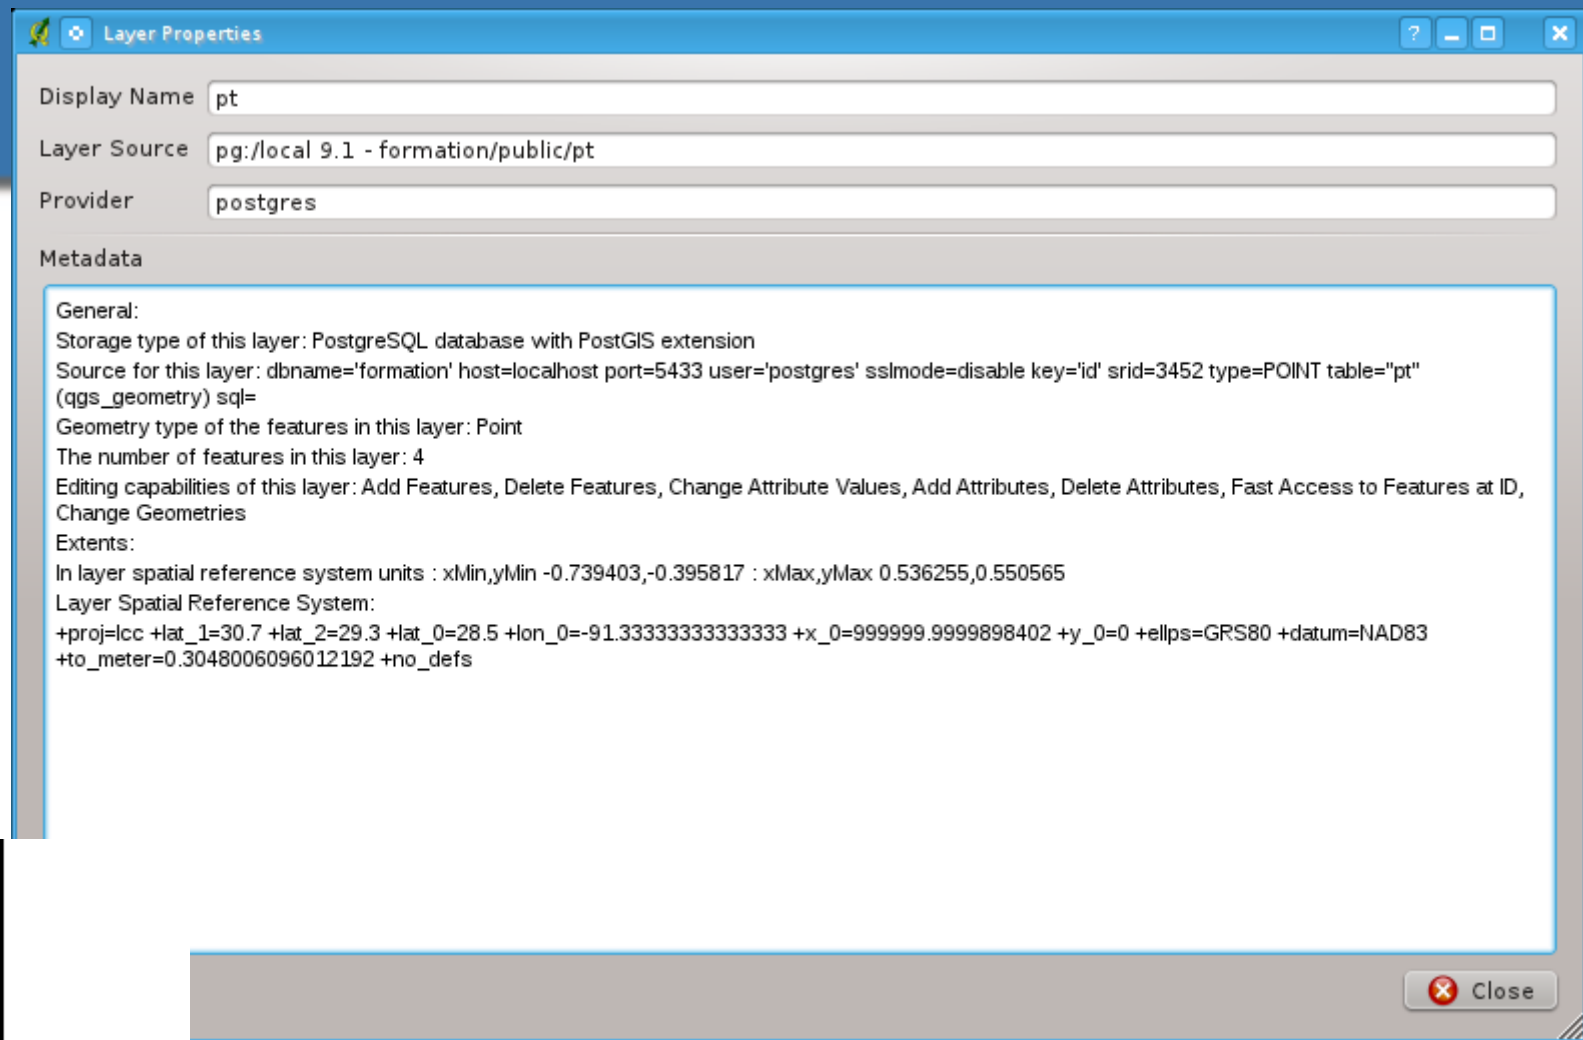 Layer Properties
?
Display Name pt
Layer Source pg:/local 9.1 - formation/public/pt
Provider postgres
Metadata
General:
Storage type of this layer: PostgreSQL database with PostGIS extension
Source for this layer: dbname='formation' host=localhost port=5433 user='postgres' sslmode=disable key='id' srid=3452 type=POINT table="pt"
(qgs_geometry) sql=
Geometry type of the features in this layer: Point
The number of features in this layer: 4
Editing capabilities of this layer: Add Features, Delete Features, Change Attribute Values, Add Attributes, Delete Attributes, Fast Access to Features at ID,
Change Geometries
Extents:
In layer spatial reference system units : xMin,yMin -0.739403,-0.395817 : xMax,yMax 0.536255,0.550565
Layer Spatial Reference System:
+proj=lcc +lat_1=30.7 +lat_2=29.3 +lat_0=28.5 +lon_0=-91.33333333333333 +x_0=999999.9999898402 +y_0=0 +ellps=GRS80 +datum=NAD83
+to_meter=0.3048006096012192 +no_defs
Close